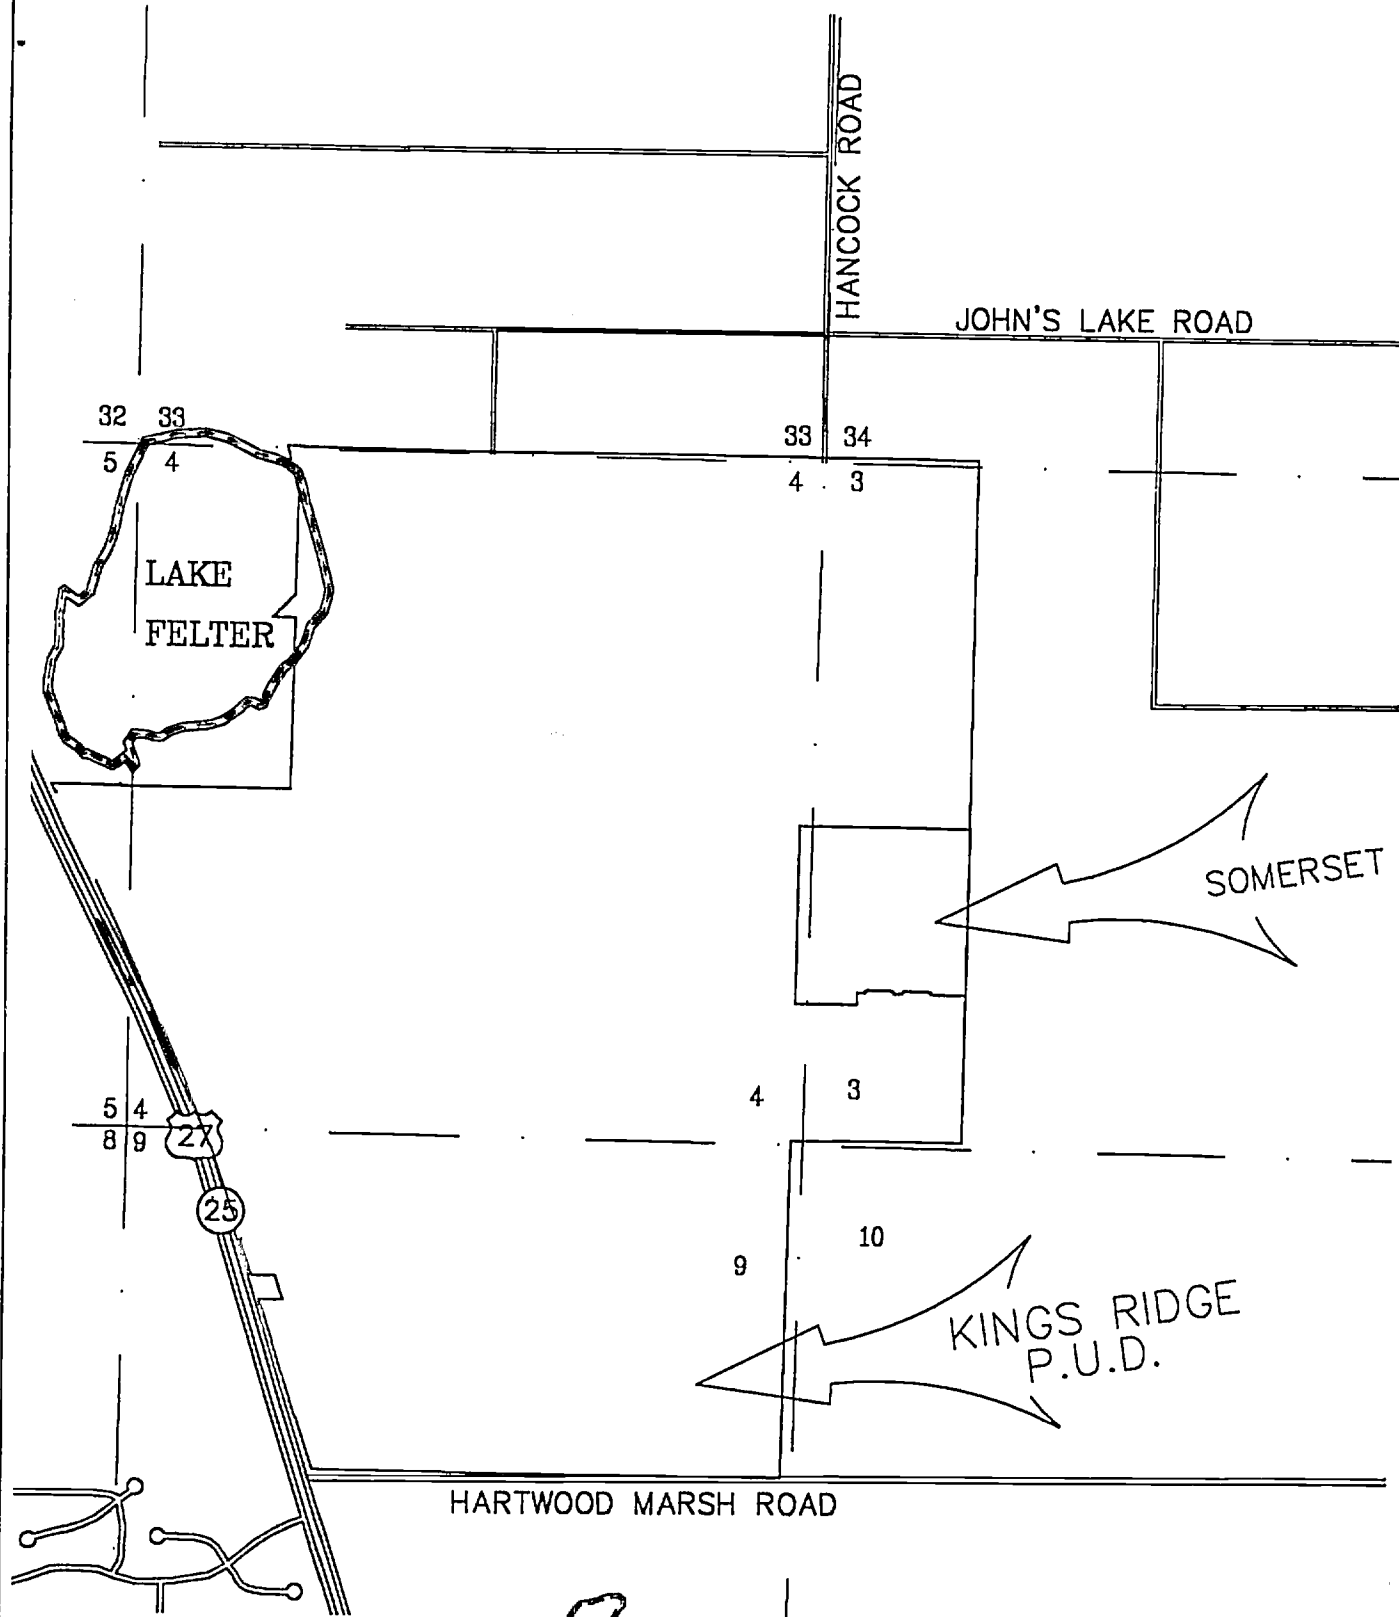 HANCOCK ROAD
JOHN'S LAKE ROAD
32 33
5 4
33 34
4 3
LAKE
FELTER
SOMERSET
4 3
5 4
8 9
27
25
9 10
KINGS RIDGE
P.U.D.
HARTWOOD MARSH ROAD